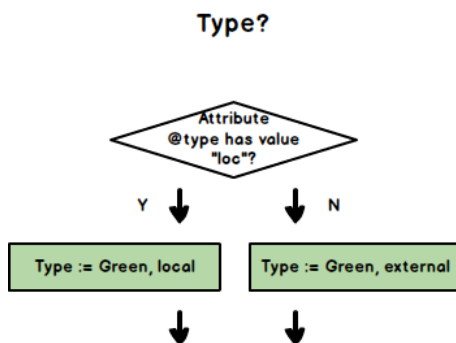 Type?
Attribute
@type has value
"loc"?
Y
N
Type := Green, local
Type := Green, external